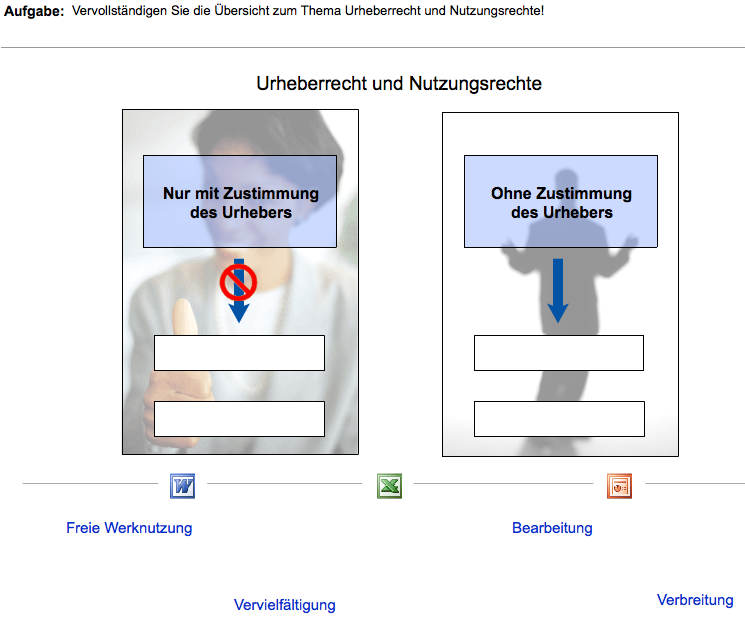 Aufgabe: Vervollständigen Sie die Übersicht zum Thema Urheberrecht und Nutzungsrechte!
Urheberrecht und Nutzungsrechte
Nur mit Zustimmung
des Urhebers
Ohne Zustimmung
des Urhebers
Freie Werknutzung
Bearbeitung
Vervielfältigung
Verbreitung